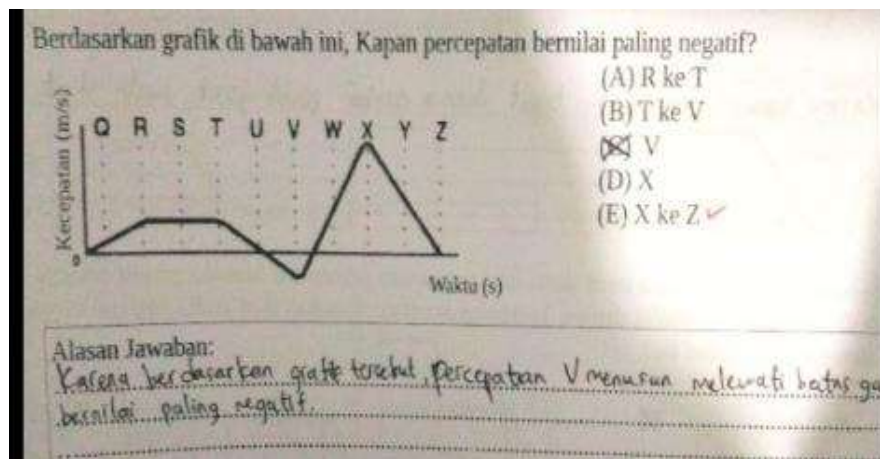 Berdasarkan grafik di bawah ini, Kapan percepatan bernilai paling negatif?
(A) R ke T
(B) T ke V
V
(D) X
(E) X ke Z
Kecepatan (m/s)
Q R S T U V W X Y Z
0
Waktu (s)
Alasan Jawaban:
Karena berdasarkan grafik tersebut, percepatan V menurun melewati batas
bernilai paling negatif.